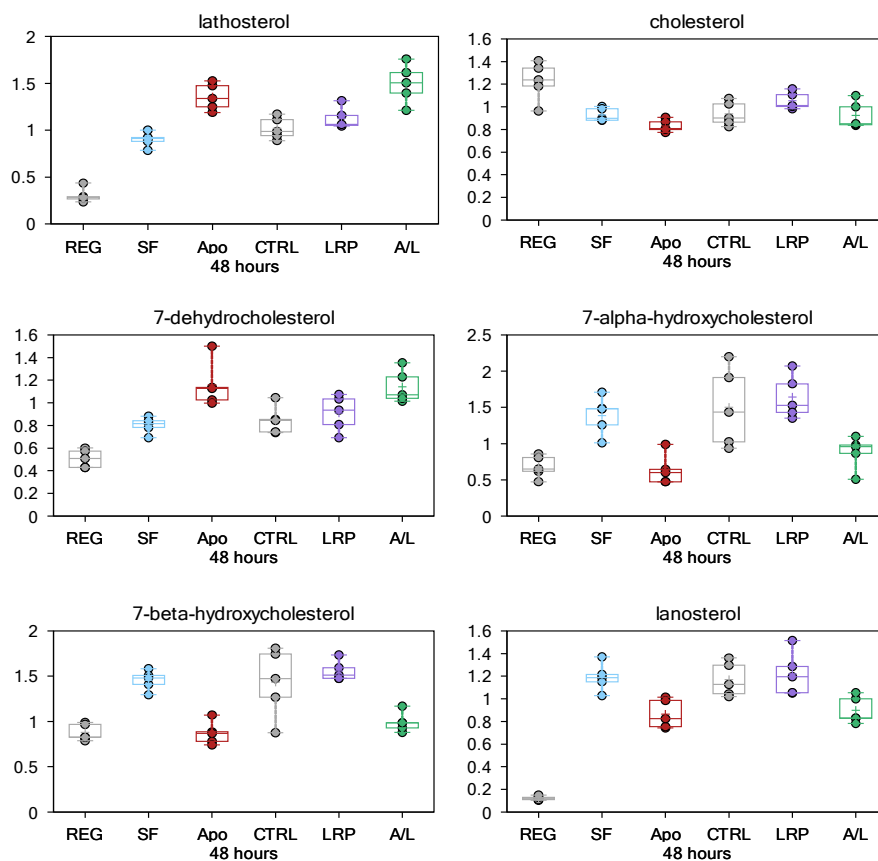 lathosterol
2
1.5
1
0.5
0
REG SF Apo CTRL LRP A/L
48 hours
cholesterol
1.6
1.4
1.2
1
0.8
0.6
0.4
0.2
0
REG SF Apo CTRL LRP A/L
48 hours
7-dehydrocholesterol
1.6
1.4
1.2
1
0.8
0.6
0.4
0.2
0
REG SF Apo CTRL LRP A/L
48 hours
7-alpha-hydroxycholesterol
2.5
2
1.5
1
0.5
0
REG SF Apo CTRL LRP A/L
48 hours
7-beta-hydroxycholesterol
2
1.5
1
0.5
0
REG SF Apo CTRL LRP A/L
48 hours
lanosterol
1.6
1.4
1.2
1
0.8
0.6
0.4
0.2
0
REG SF Apo CTRL LRP A/L
48 hours